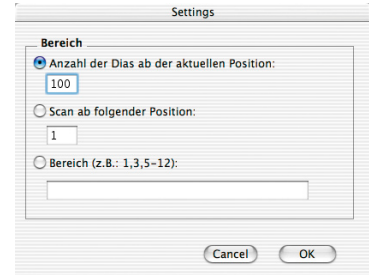 Settings
Bereich
Anzahl der Dias ab der aktuellen Position:
100
Scan ab folgender Position:
1
Bereich (z.B.: 1,3,5-12):
Cancel OK